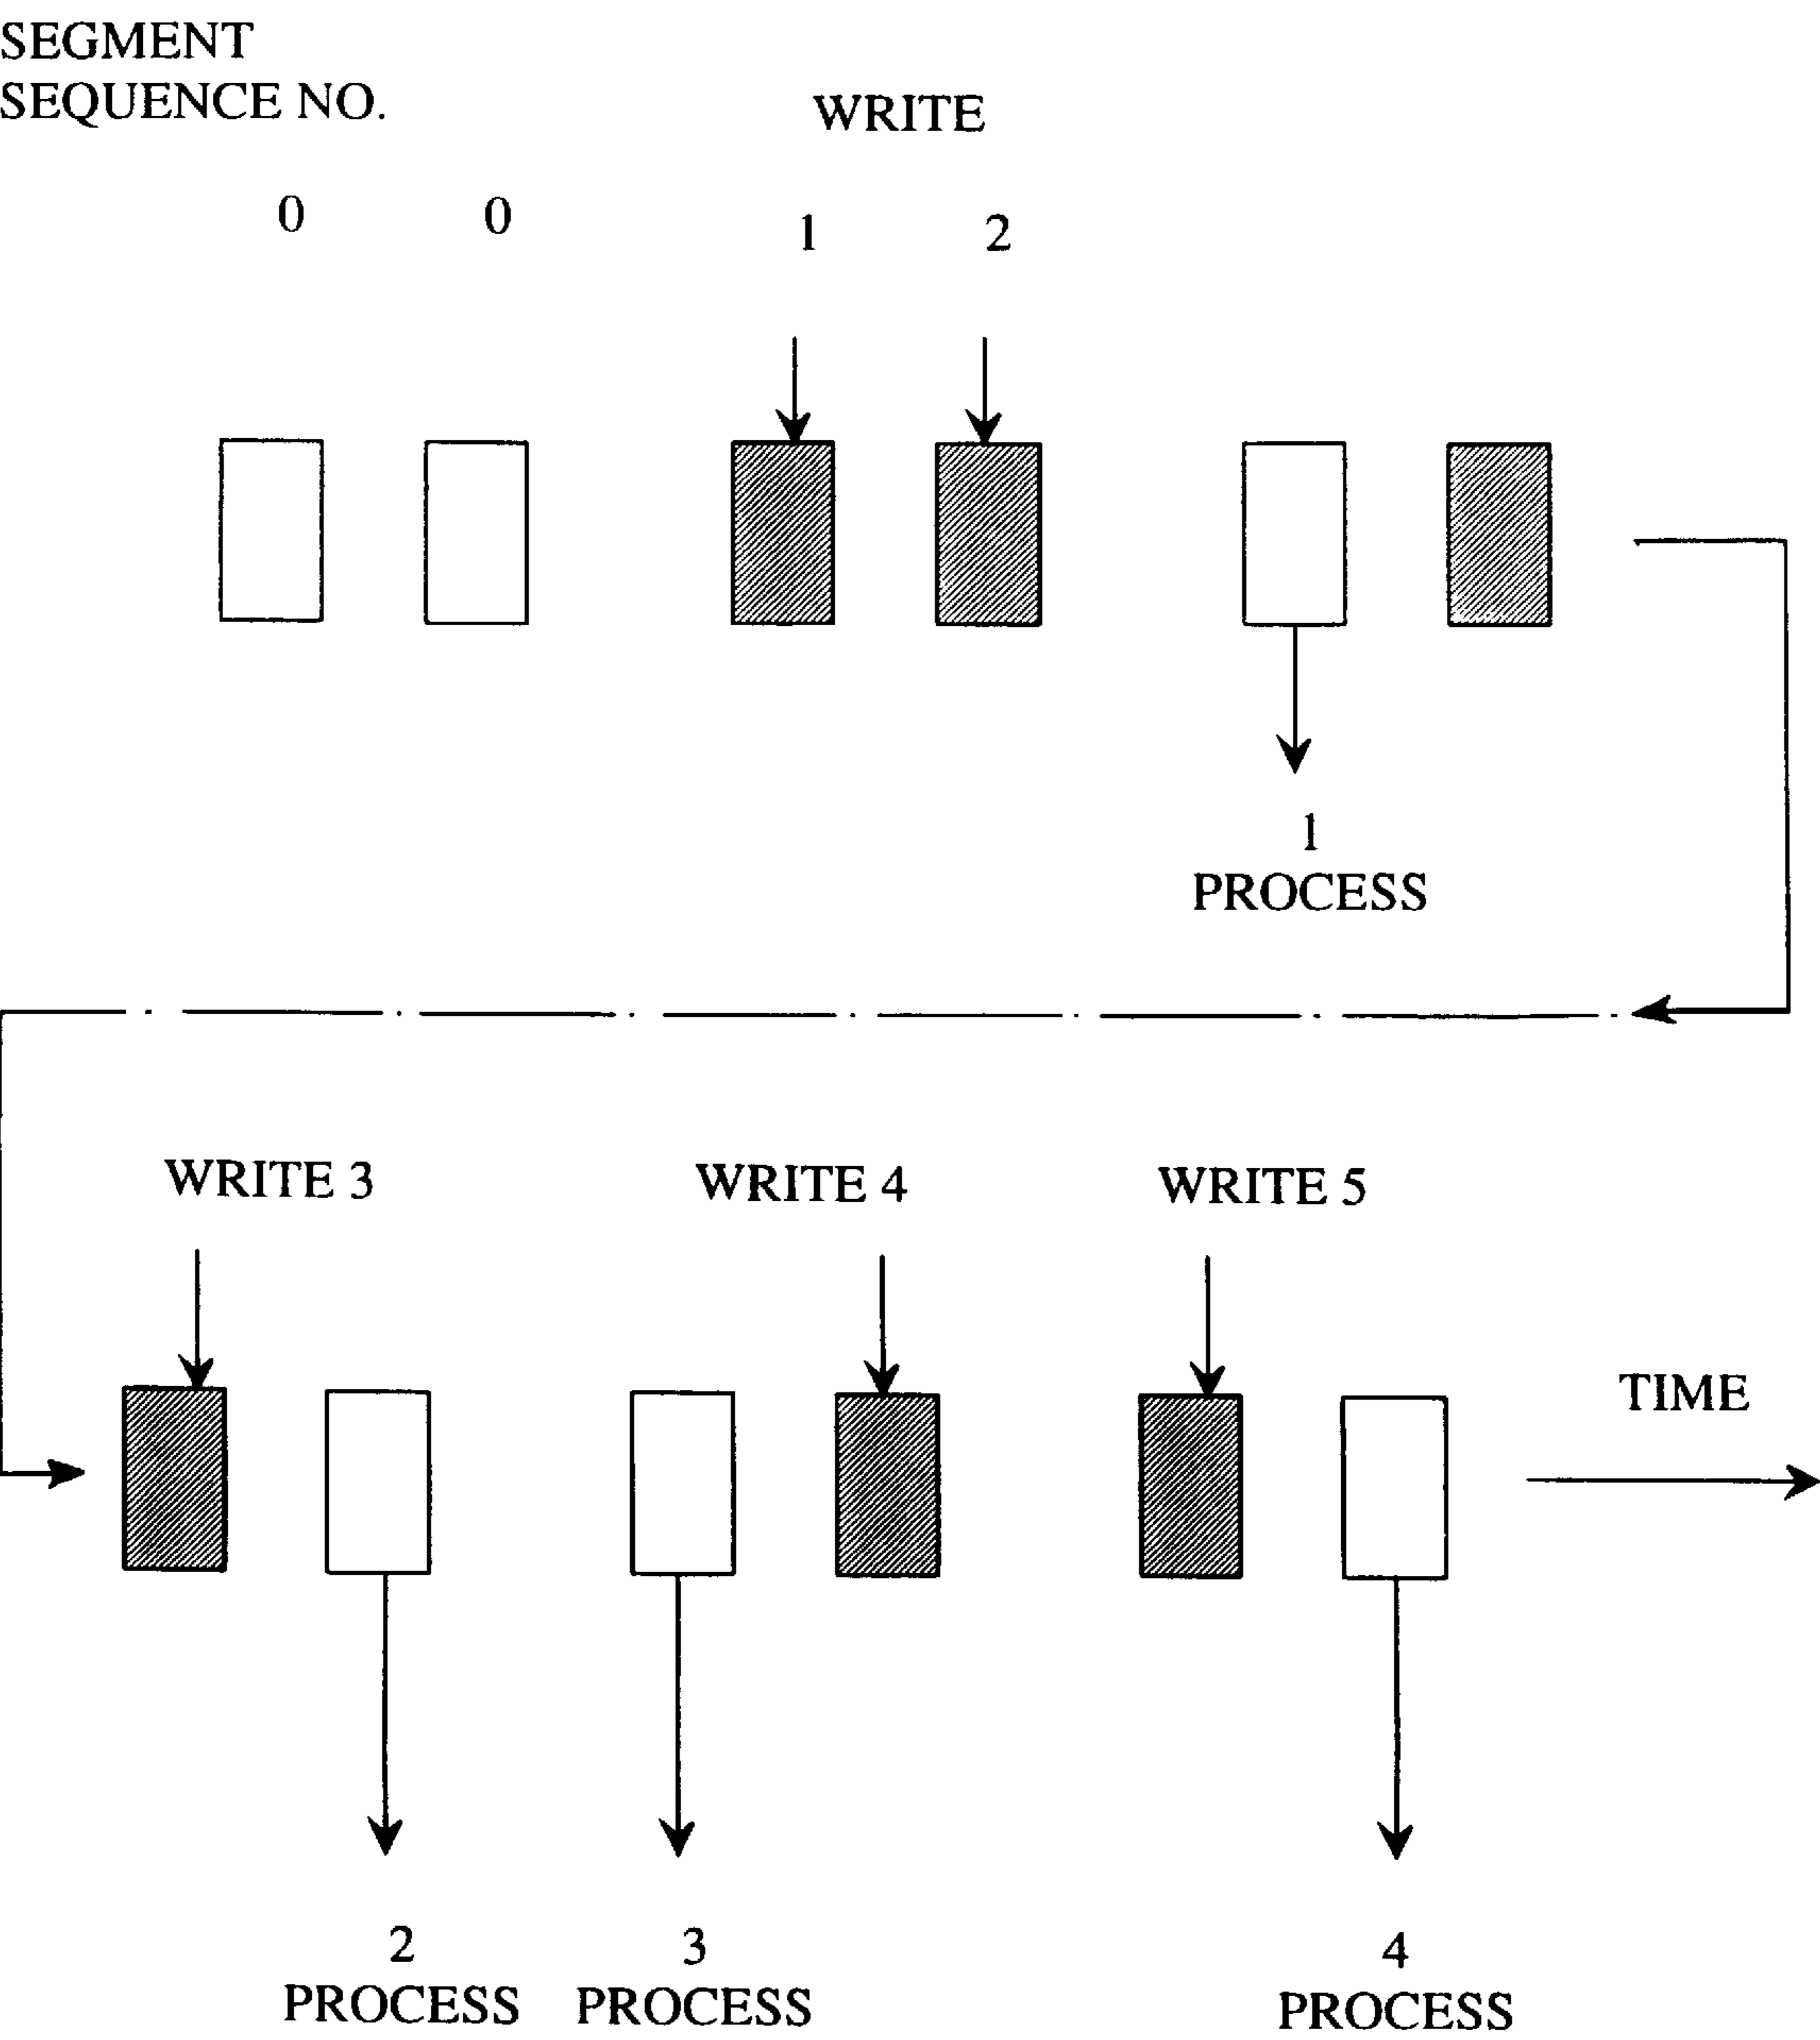 SEGMENT
SEQUENCE NO.
WRITE
0 0 1 2
1
PROCESS
WRITE 3 WRITE 4 WRITE 5
TIME
2 3 4
PROCESS PROCESS PROCESS